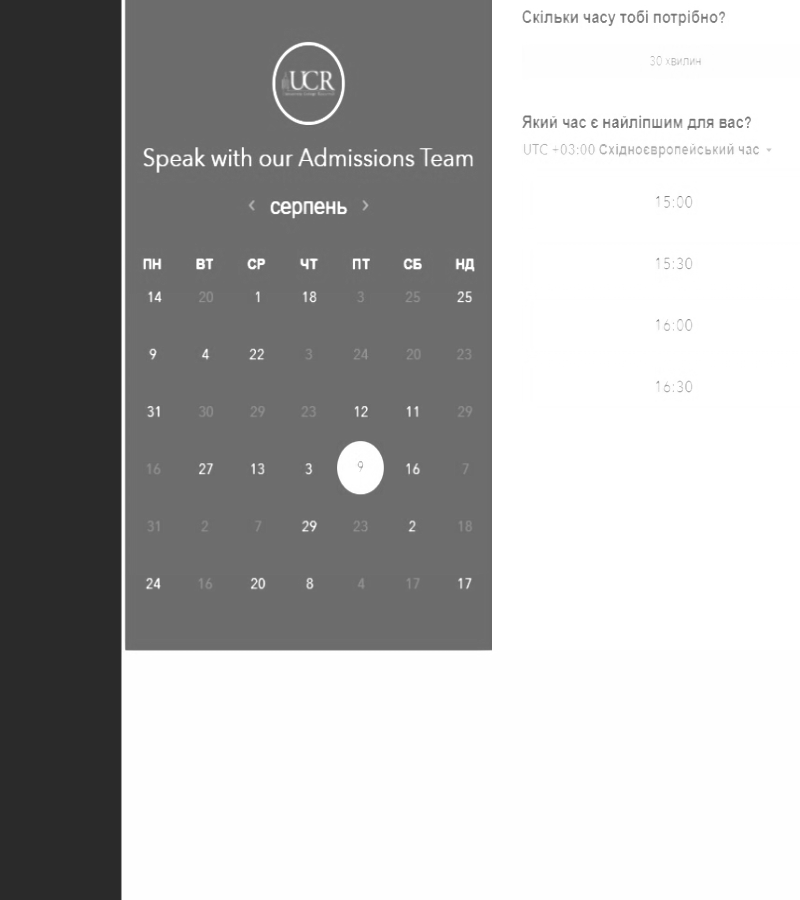 UCR
Speak with our Admissions Team
‹ серпень ›
ПН ВТ СР ЧТ ПТ СБ НД
14 20 1 18 3 25 25
9 4 22 3 24 20 23
31 30 29 23 12 11 29
16 27 13 3 9 16 7
31 2 7 29 23 2 18
24 16 20 8 4 17 17
Скільки часу тобі потрібно?
30 хвилин
Який час є найліпшим для вас?
UTC +03:00 Східноєвропейський час
15:00
15:30
16:00
16:30